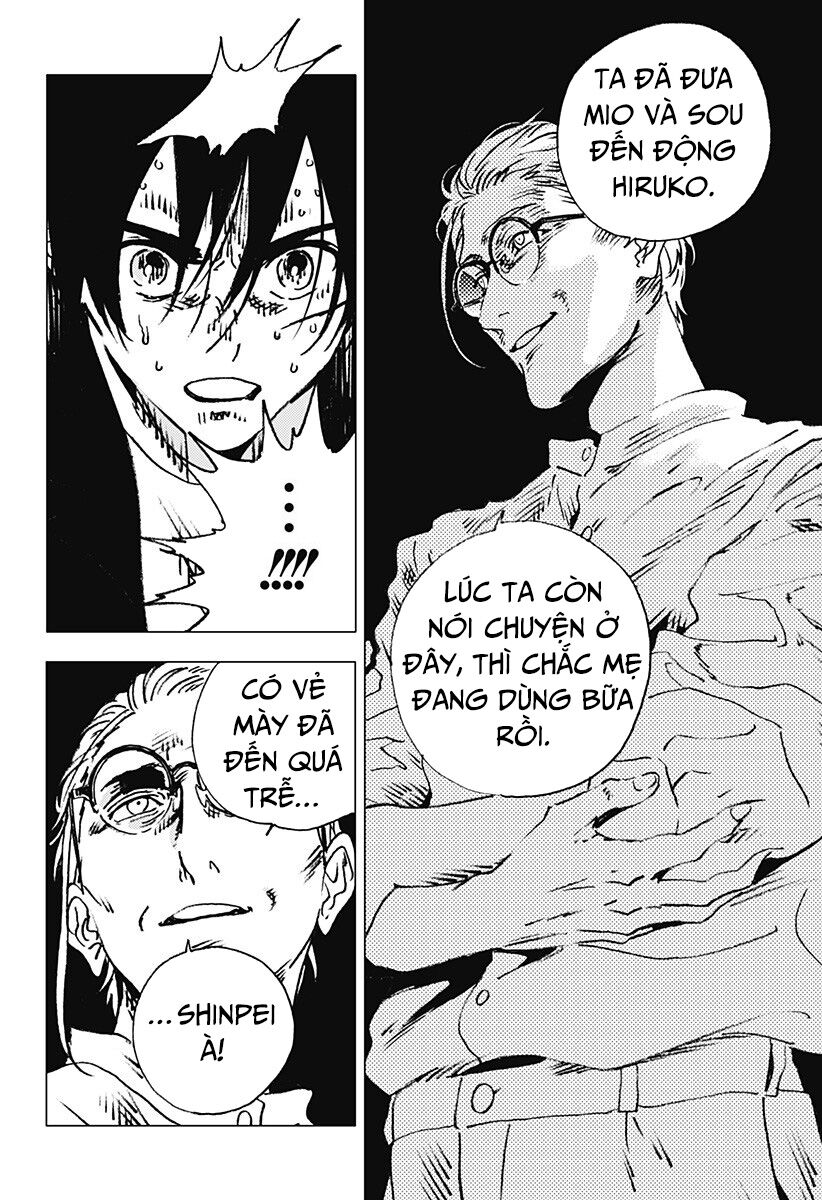 TA ĐÃ ĐƯA
MIO VÀ SOU
ĐẾN ĐỘNG
HIRUKO.
LÚC TA CÒN
NÓI CHUYỆN Ở
ĐÂY, THÌ CHẮC MẸ
ĐANG DÙNG BỮA
RỒI.
...
!!!!
CÓ VẺ
MÀY ĐÃ
ĐẾN QUÁ
TRỄ...
...SHINPEI
À!